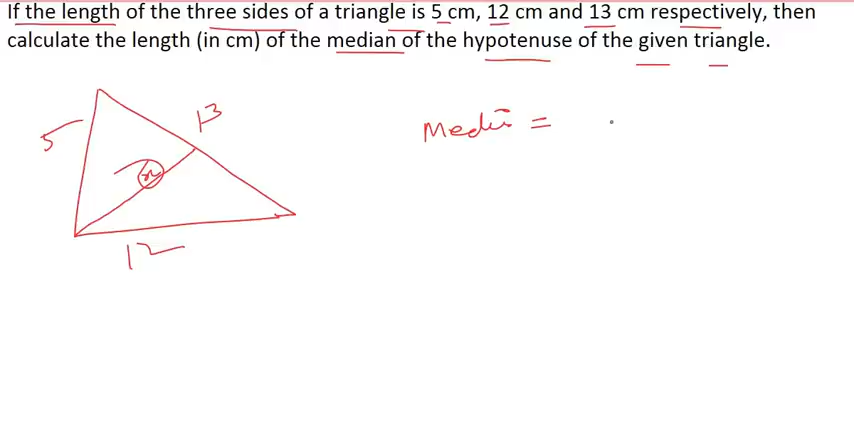 If the length of the three sides of a triangle is 5 cm, 12 cm and 13 cm respectively, then
calculate the length (in cm) of the median of the hypotenuse of the given triangle.
13
5
Median =
x
12